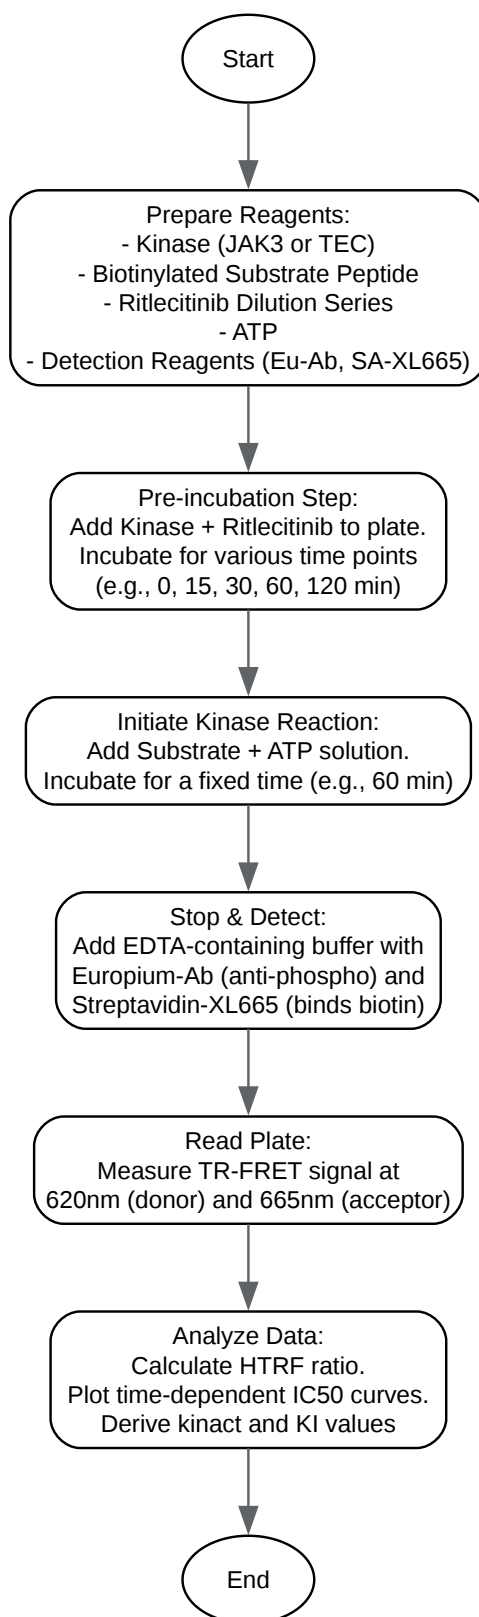 Start
Prepare Reagents:
- Kinase (JAK3 or TEC)
- Biotinylated Substrate Peptide
- Ritlecitinib Dilution Series
- ATP
- Detection Reagents (Eu-Ab, SA-XL665)
Pre-incubation Step:
Add Kinase + Ritlecitinib to plate.
Incubate for various time points
(e.g., 0, 15, 30, 60, 120 min)
Initiate Kinase Reaction:
Add Substrate + ATP solution.
Incubate for a fixed time (e.g., 60 min)
Stop & Detect:
Add EDTA-containing buffer with
Europium-Ab (anti-phospho) and
Streptavidin-XL665 (binds biotin)
Read Plate:
Measure TR-FRET signal at
620nm (donor) and 665nm (acceptor)
Analyze Data:
Calculate HTRF ratio.
Plot time-dependent IC50 curves.
Derive kinact and KI values
End